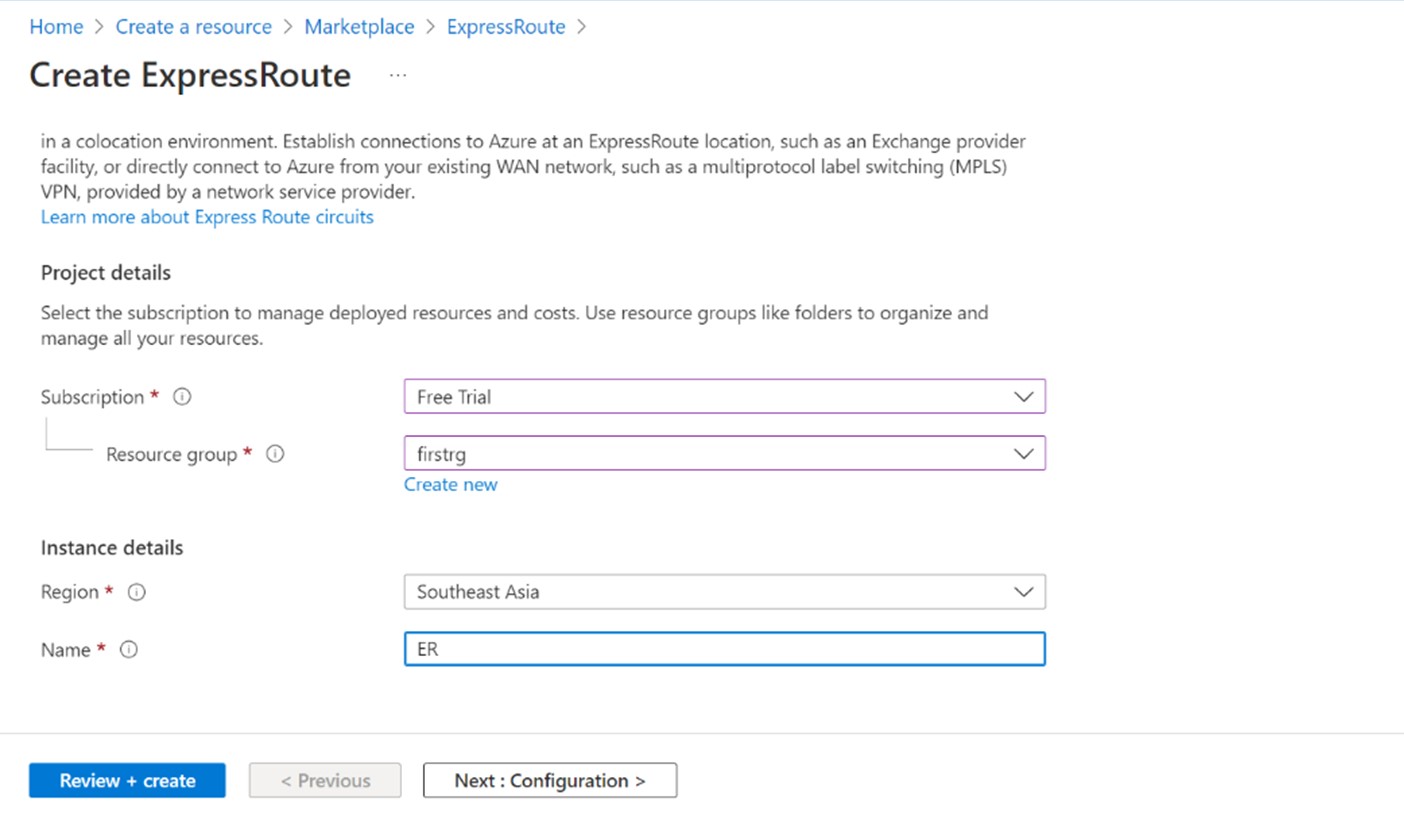 Home > Create a resource > Marketplace > ExpressRoute >
Create ExpressRoute ...
in a colocation environment. Establish connections to Azure at an ExpressRoute location, such as an Exchange provider
facility, or directly connect to Azure from your existing WAN network, such as a multiprotocol label switching (MPLS)
VPN, provided by a network service provider.
Learn more about Express Route circuits
Project details
Select the subscription to manage deployed resources and costs. Use resource groups like folders to organize and
manage all your resources.
Subscription * Free Trial
Resource group * firstrg
Create new
Instance details
Region * Southeast Asia
Name * ER
Review + create < Previous Next : Configuration >